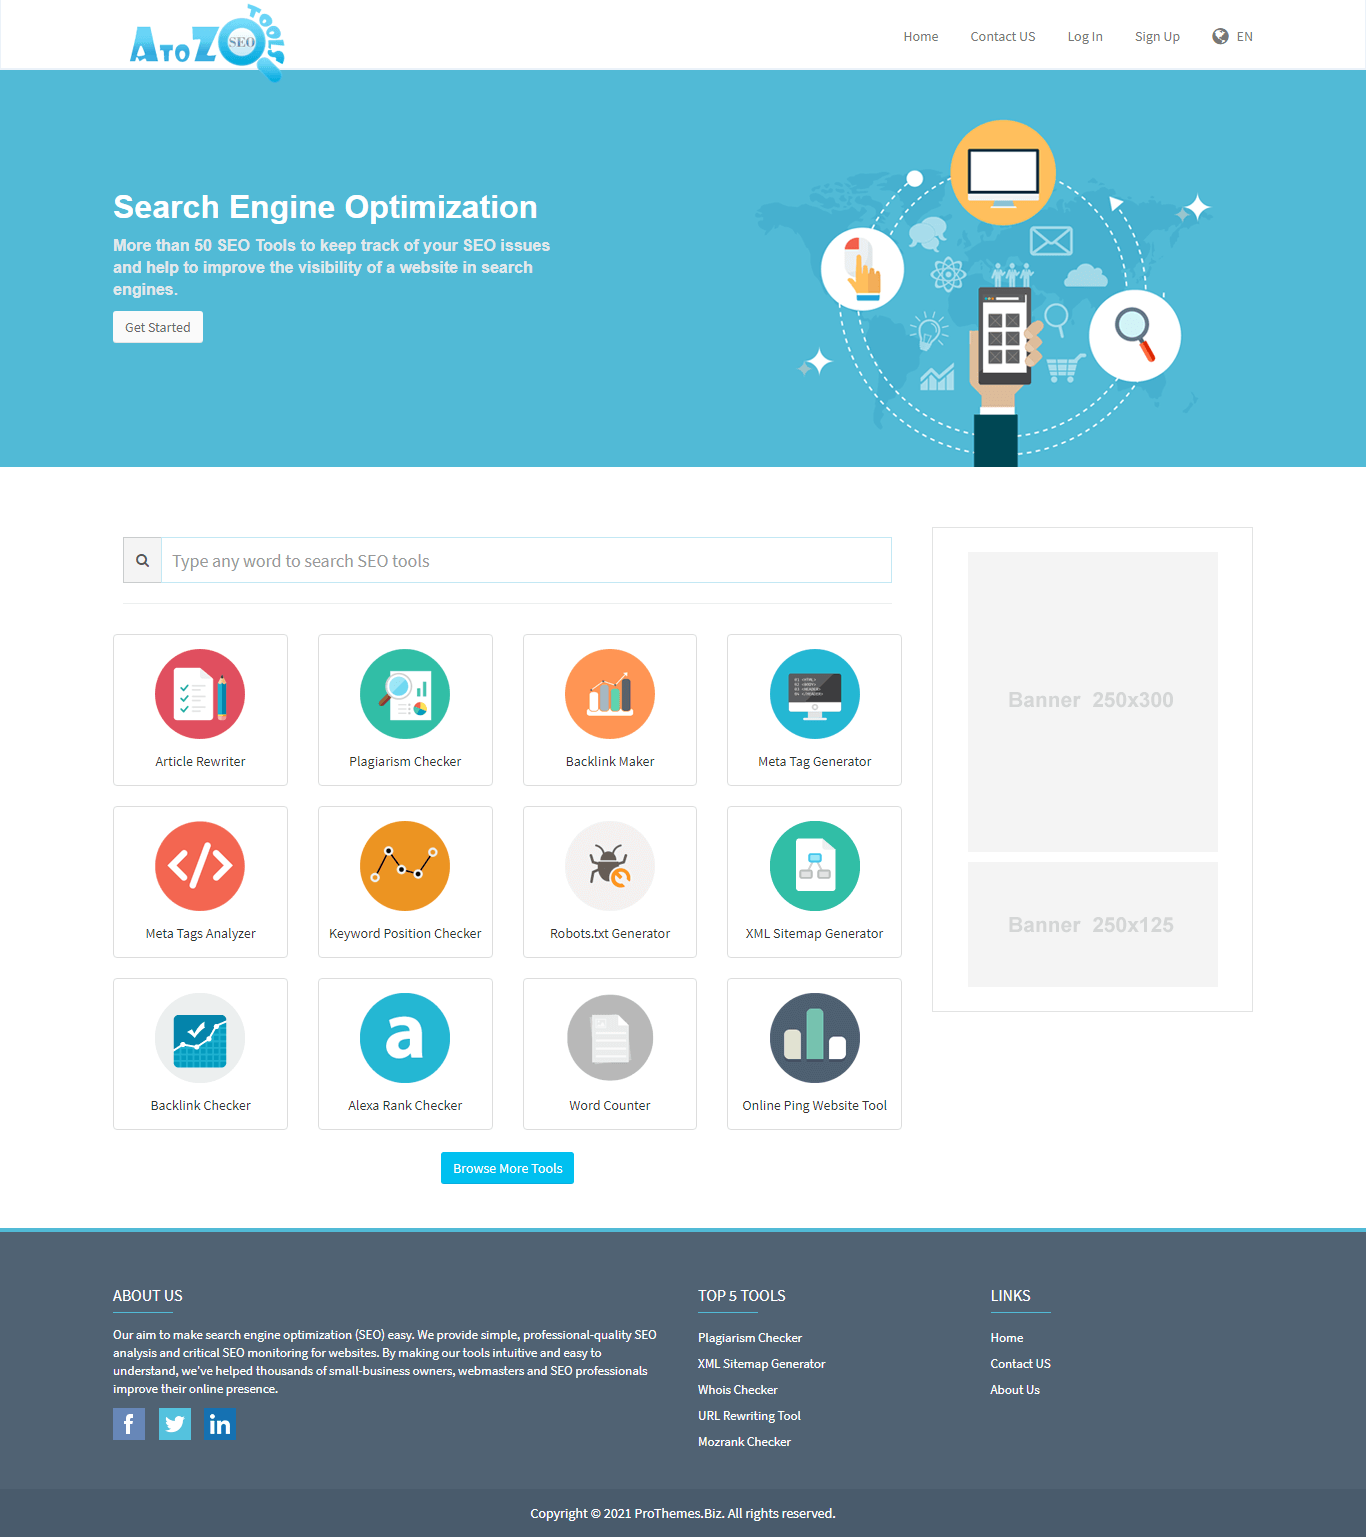 A TO Z SEO TOOLS
Home Contact US Log In Sign Up EN
Search Engine Optimization
More than 50 SEO Tools to keep track of your SEO issues
and help to improve the visibility of a website in search
engines.
Get Started
Type any word to search SEO tools
Article Rewriter
Plagiarism Checker
Backlink Maker
Meta Tag Generator
Meta Tags Analyzer
Keyword Position Checker
Robots.txt Generator
XML Sitemap Generator
a
Backlink Checker
Alexa Rank Checker
Word Counter
Online Ping Website Tool
Browse More Tools
Banner 250x300
Banner 250x125
ABOUT US
Our aim to make search engine optimization (SEO) easy. We provide simple, professional-quality SEO
analysis and critical SEO monitoring for websites. By making our tools intuitive and easy to
understand, we've helped thousands of small-business owners, webmasters and SEO professionals
improve their online presence.
f in
TOP 5 TOOLS
Plagiarism Checker
XML Sitemap Generator
Whois Checker
URL Rewriting Tool
Mozrank Checker
LINKS
Home
Contact US
About Us
Copyright © 2021 ProThemes.Biz. All rights reserved.